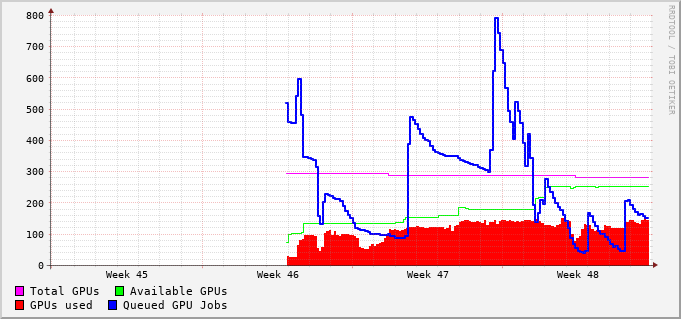 800
700
600
500
400
300
200
100
0
Week 45 Week 46 Week 47 Week 48
Total GPUs Available GPUs
GPUs used Queued GPU Jobs
RRDTOOL / TOBI OETIKER